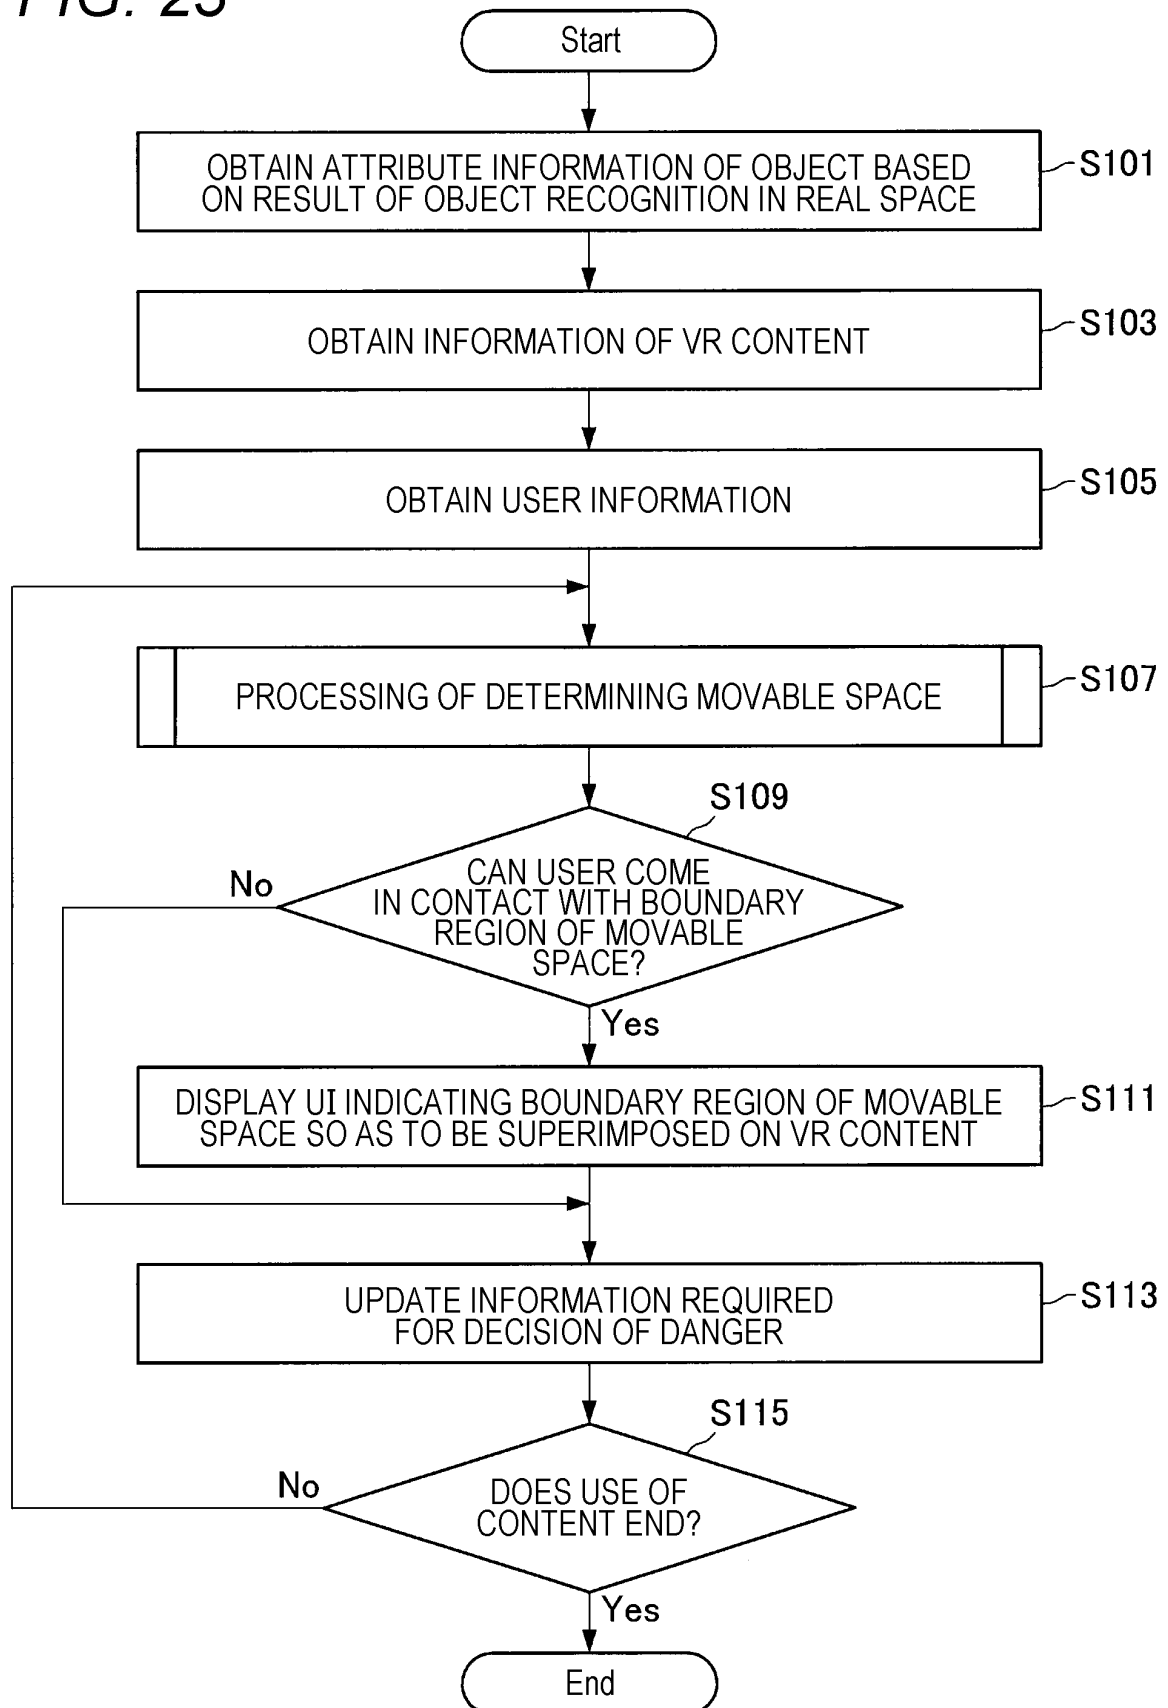 FIG. 23
Start
OBTAIN ATTRIBUTE INFORMATION OF OBJECT BASED
ON RESULT OF OBJECT RECOGNITION IN REAL SPACE
S101
OBTAIN INFORMATION OF VR CONTENT
S103
OBTAIN USER INFORMATION
S105
PROCESSING OF DETERMINING MOVABLE SPACE
S107
S109
CAN USER COME
IN CONTACT WITH BOUNDARY
REGION OF MOVABLE
SPACE?
No
Yes
DISPLAY UI INDICATING BOUNDARY REGION OF MOVABLE
SPACE SO AS TO BE SUPERIMPOSED ON VR CONTENT
S111
UPDATE INFORMATION REQUIRED
FOR DECISION OF DANGER
S113
S115
DOES USE OF
CONTENT END?
No
Yes
End